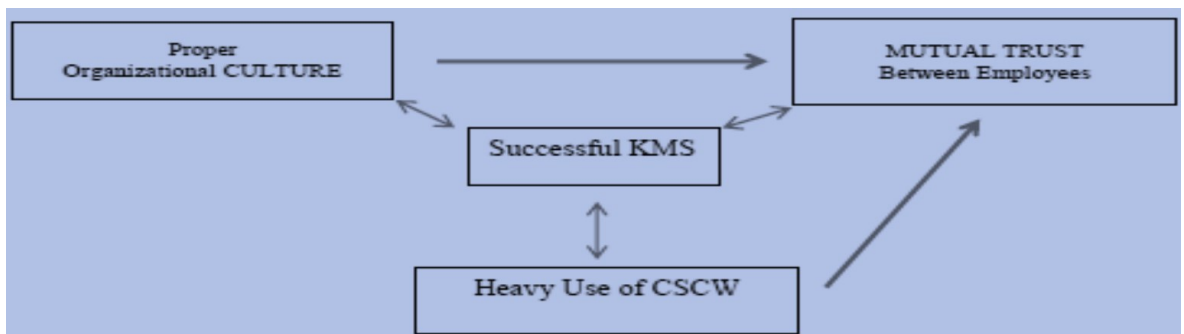 Proper
Organizational CULTURE
MUTUAL TRUST
Between Employees
Successful KMS
Heavy Use of CSCW